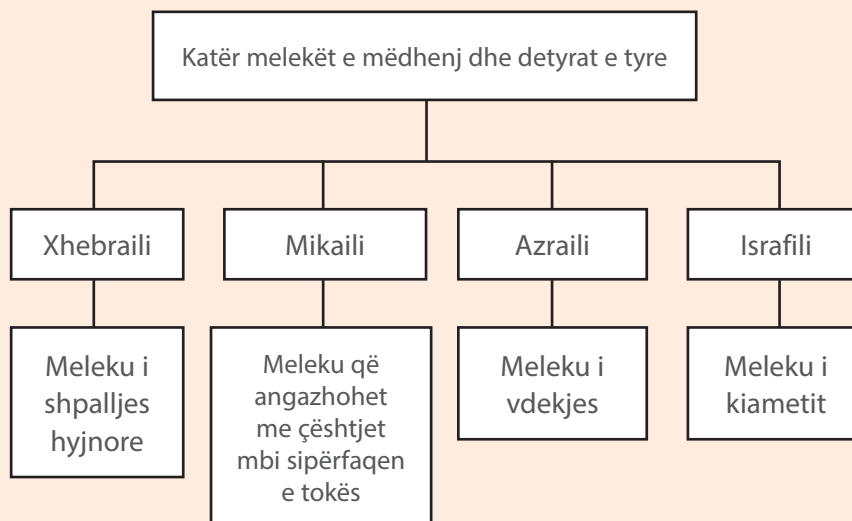 Katër melekët e mëdhenj dhe detyrat e tyre
Xhebraili
Mikaili
Azraili
Israfili
Meleku i
shpalljes
hyjnore
Meleku që
angazhohet
me çështjet
mbi sipërfaqen
e tokës
Meleku i
vdekjes
Meleku i
kiametit